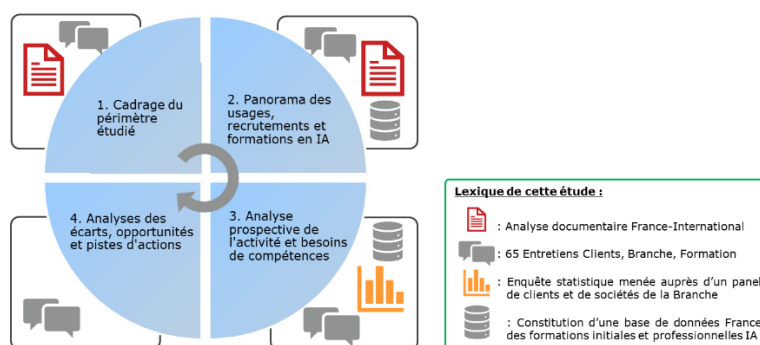 1. Cadrage du
périmètre
étudié
2. Panorama des
usages,
recrutements et
formations en IA
4. Analyses des
écarts, opportunités
et pistes d'actions
3. Analyse
prospective de
l'activité et besoins
de compétences
Lexique de cette étude :
: Analyse documentaire France-International
: 65 Entretiens Clients, Branche, Formation
: Enquête statistique menée auprès d'un panel
de clients et de sociétés de la Branche
: Constitution d'une base de données France
des formations initiales et professionnelles IA